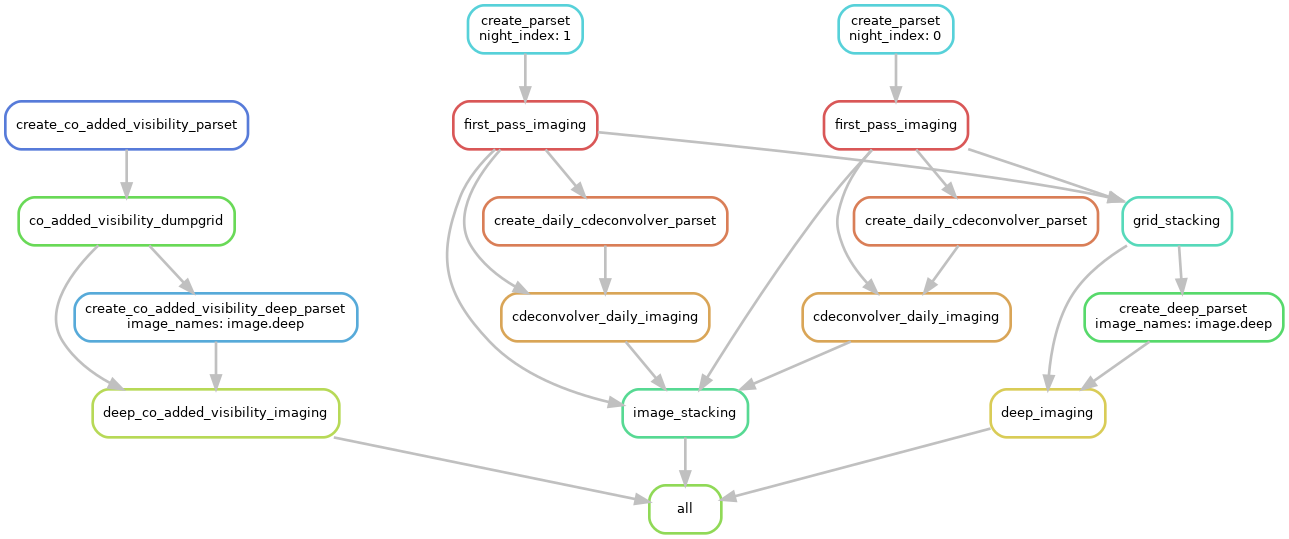 create_parset
night_index: 1
create_parset
night_index: 0
create_co_added_visibility_parset
first_pass_imaging
first_pass_imaging
co_added_visibility_dumpgrid
create_daily_cdeconvolver_parset
create_daily_cdeconvolver_parset
grid_stacking
create_co_added_visibility_deep_parset
image_names: image.deep
cdeconvolver_daily_imaging
cdeconvolver_daily_imaging
create_deep_parset
image_names: image.deep
deep_co_added_visibility_imaging
image_stacking
deep_imaging
all